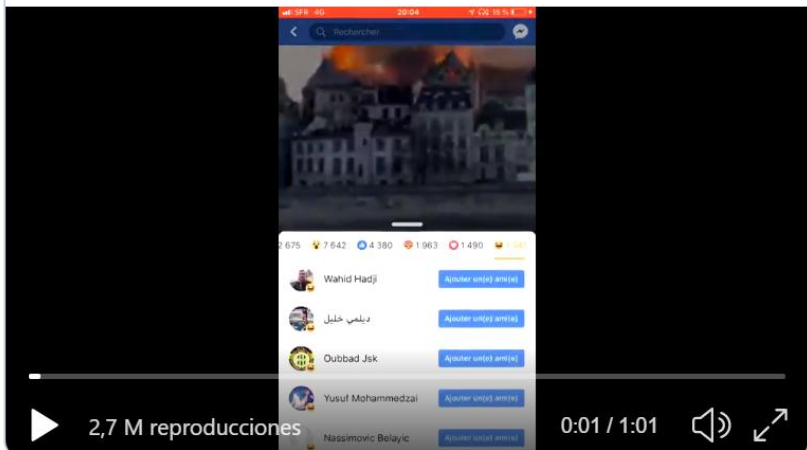 SFR 4G 20:04 35 %
Rechercher
2 675 7 642 4 380 1 963 1 490
Wahid Hadji Ajouter un(e) ami(e)
ديلمي خليل Ajouter un(e) ami(e)
Oubbad Jsk Ajouter un(e) ami(e)
Yusuf Mohammedzai Ajouter un(e) ami(e)
2,7 M reproducciones 0:01 / 1:01
Nassimovic Belayic Ajouter un(e) ami(e)